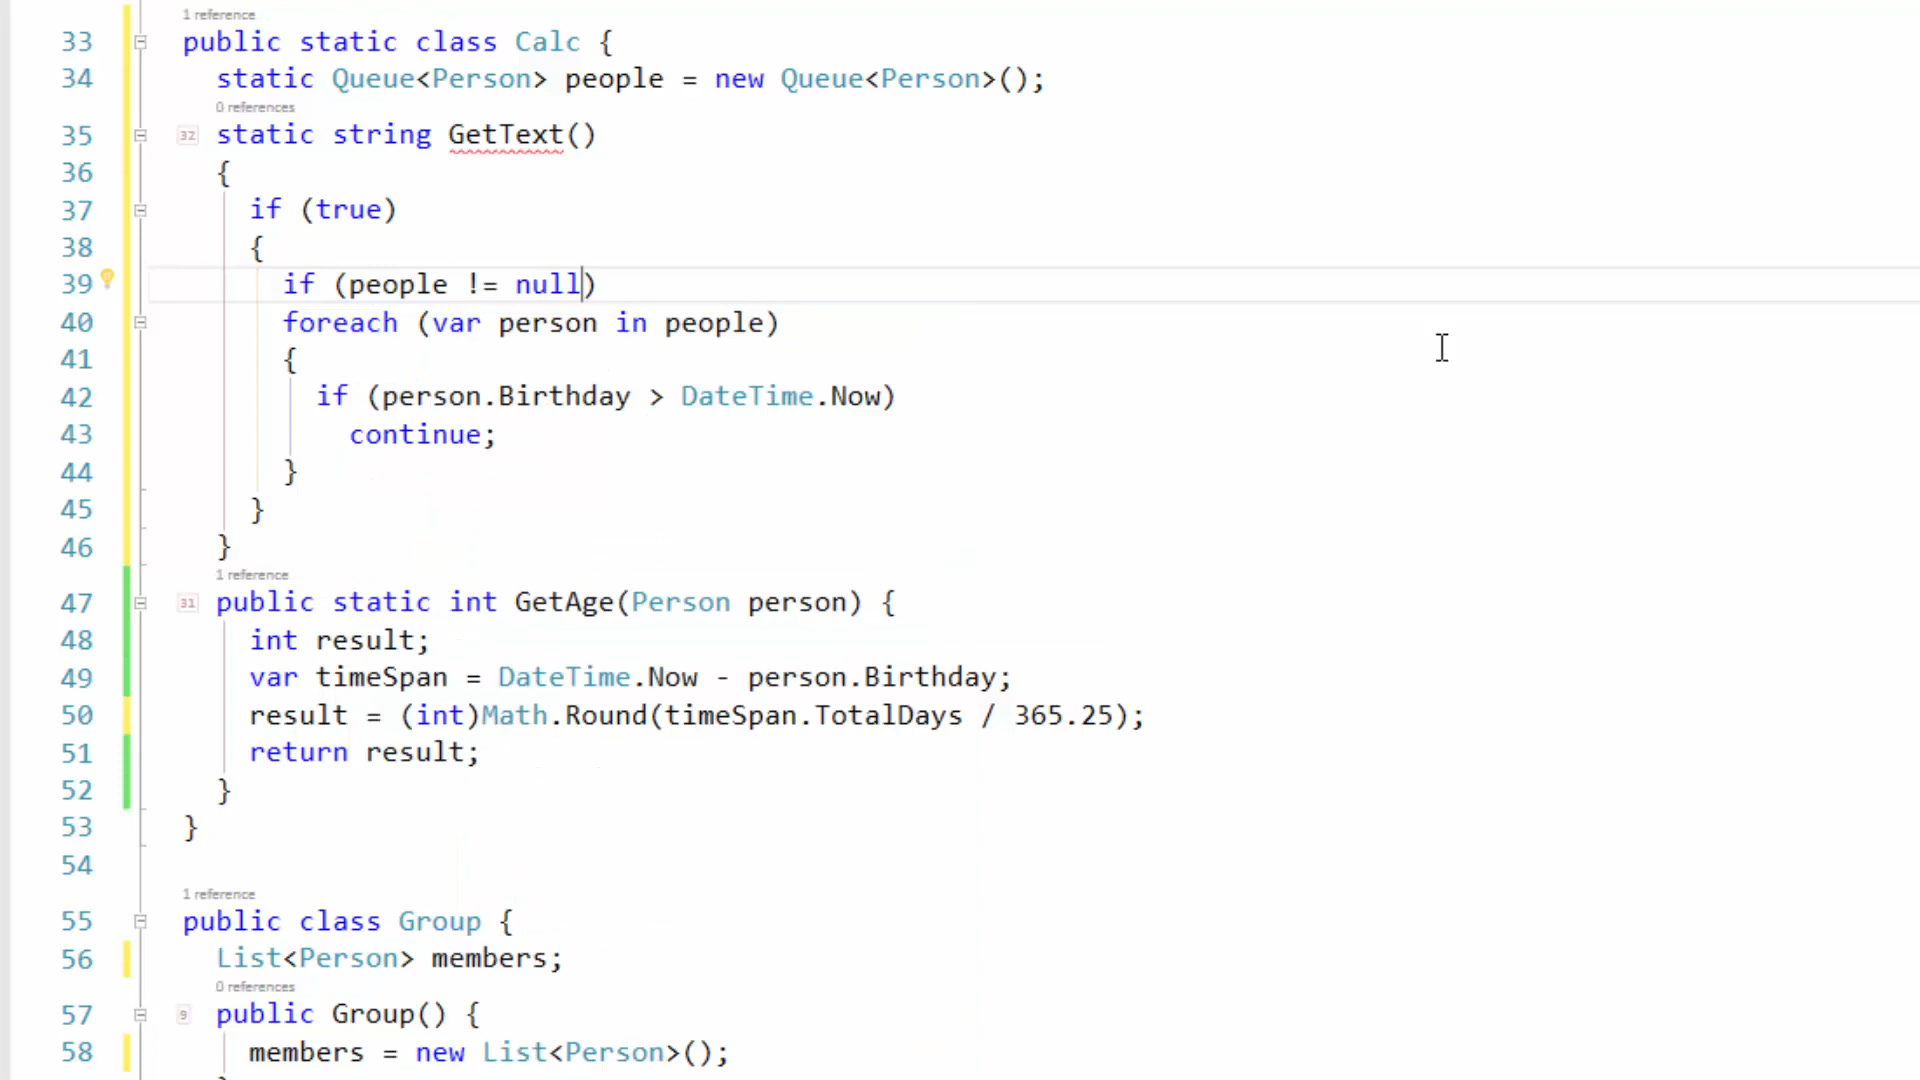 1 reference
33 public static class Calc {
34 static Queue<Person> people = new Queue<Person>();
0 references
35 32 static string GetText()
36 {
37 if (true)
38 {
39 if (people != null)
40 foreach (var person in people)
41 {
42 if (person.Birthday > DateTime.Now)
43 continue;
44 }
45 }
46 }
1 reference
47 31 public static int GetAge(Person person) {
48 int result;
49 var timeSpan = DateTime.Now - person.Birthday;
50 result = (int)Math.Round(timeSpan.TotalDays / 365.25);
51 return result;
52 }
53 }
54
1 reference
55 public class Group {
56 List<Person> members;
0 references
57 9 public Group() {
58 members = new List<Person>();